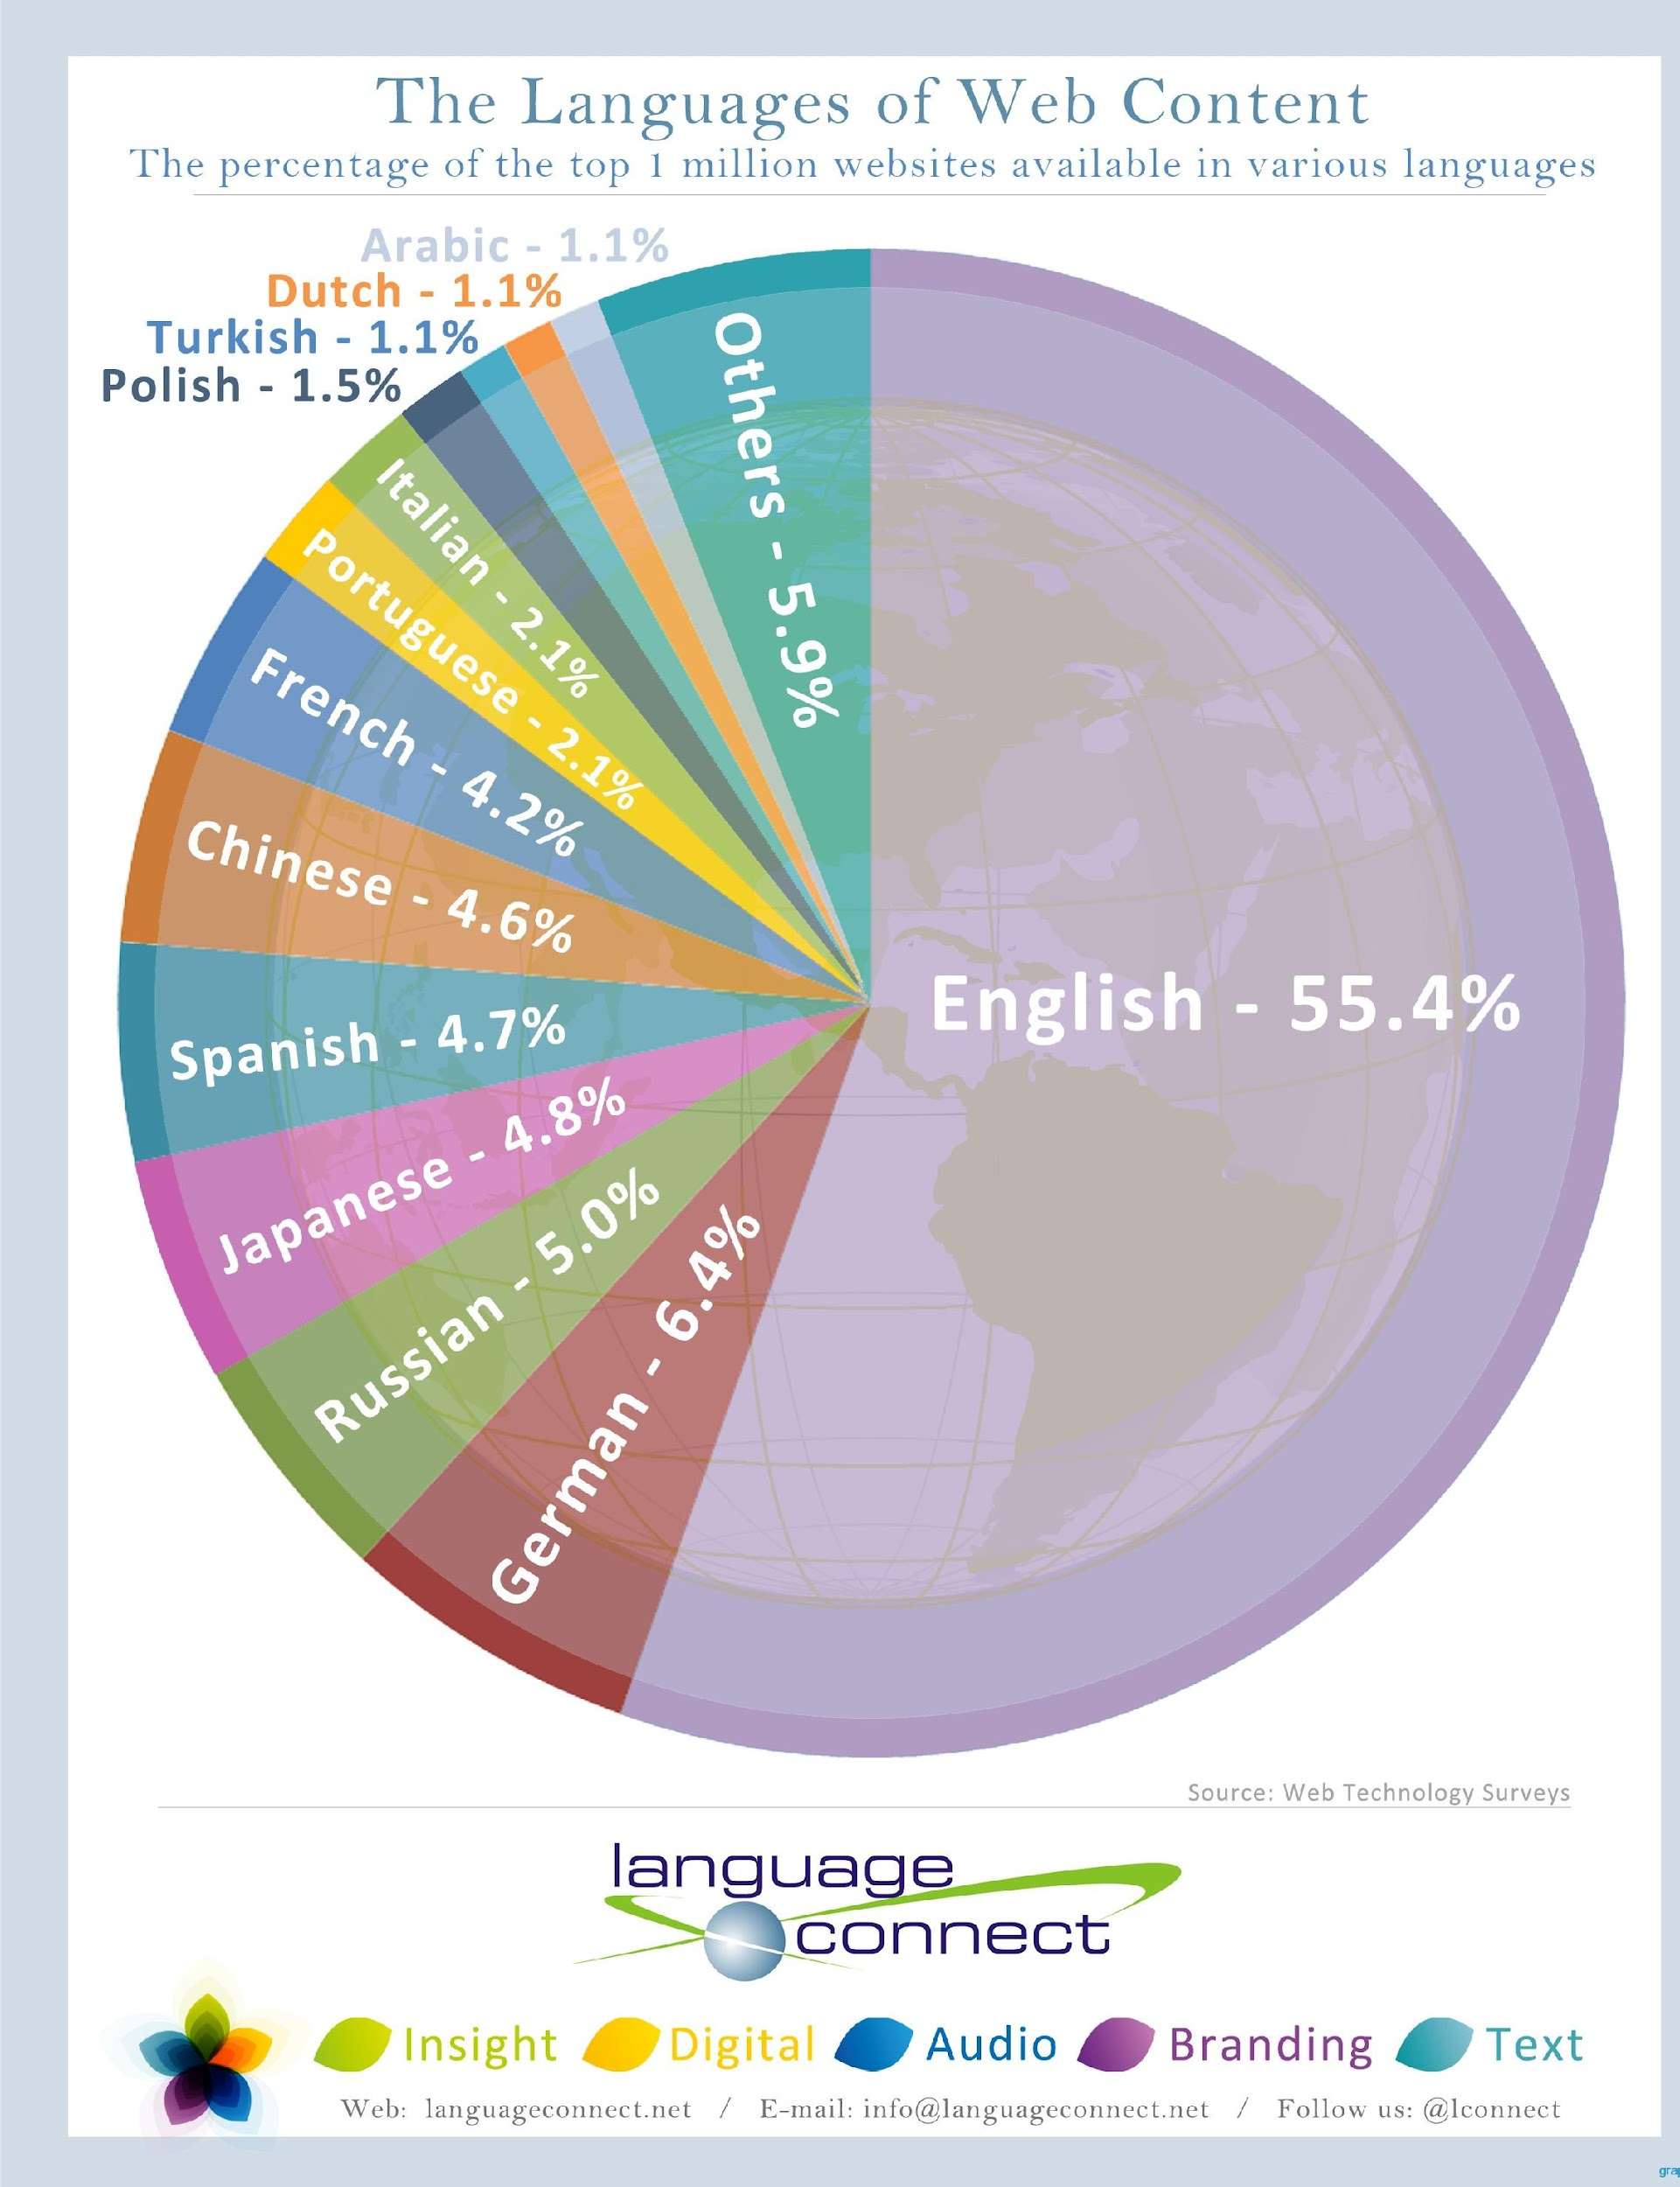 The Languages of Web Content
The percentage of the top 1 million websites available in various languages
Arabic - 1.1%
Dutch - 1.1%
Turkish - 1.1%
Polish - 1.5%
Others - 5.9%
Italian - 2.1%
Portuguese - 2.1%
French - 4.2%
Chinese - 4.6%
English - 55.4%
Spanish - 4.7%
Japanese - 4.8%
Russian - 5.0%
German - 6.4%
Source: Web Technology Surveys
language
connect
Insight Digital Audio Branding Text
Web: languageconnect.net / E-mail: info@languageconnect.net / Follow us: @lconnect